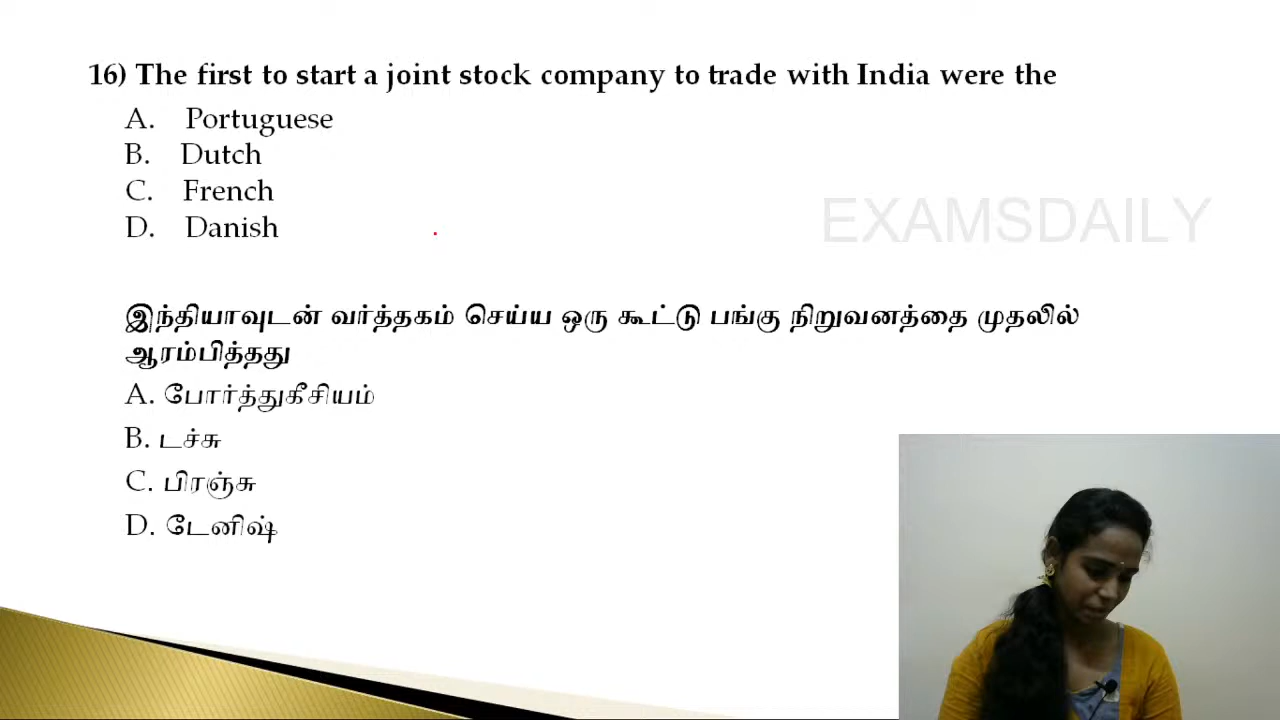 16) The first to start a joint stock company to trade with India were the
A. Portuguese
B. Dutch
C. French
D. Danish
EXAMSDAILY
இந்தியாவுடன் வர்த்தகம் செய்ய ஒரு கூட்டு பங்கு நிறுவனத்தை முதலில்
ஆரம்பித்தது
A. போர்த்துகீசியம்
B. டச்சு
C. பிரஞ்சு
D. டேனிஷ்